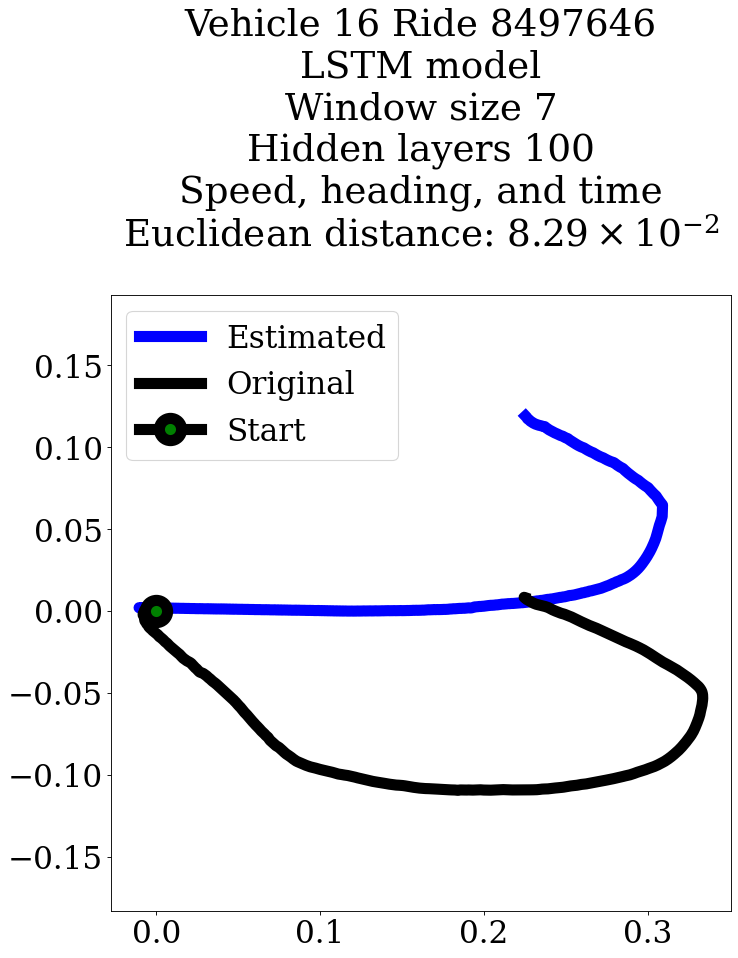 Vehicle 16 Ride 8497646
LSTM model
Window size 7
Hidden layers 100
Speed, heading, and time
Euclidean distance: 8.29 × 10⁻²
Estimated
Original
Start
0.15
0.10
0.05
0.00
−0.05
−0.10
−0.15
0.0 0.1 0.2 0.3